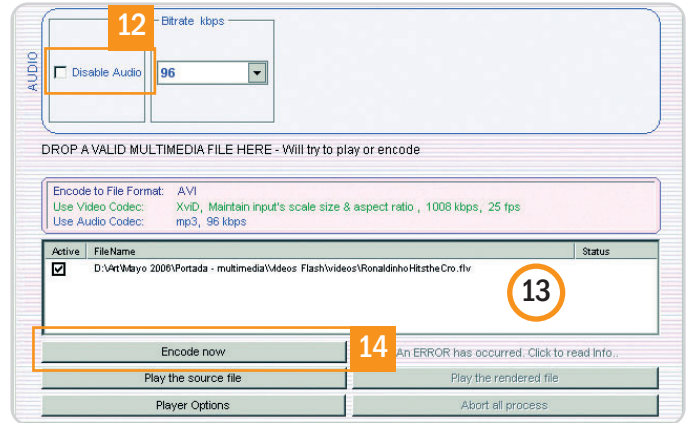 12
Bitrate kbps
AUDIO
Disable Audio
96
DROP A VALID MULTIMEDIA FILE HERE - Will try to play or encode
Encode to File Format: AVI
Use Video Codec: XviD, Maintain input's scale size & aspect ratio , 1008 kbps, 25 fps
Use Audio Codec: mp3, 96 kbps
Active FileName Status
D:\Art\Mayo 2006\Portada - multimedia\Videos Flash\videos\RonaldinhoHitstheCro.flv
13
Encode now 14 An ERROR has occurred. Click to read Info..
Play the source file Play the rendered file
Player Options Abort all process